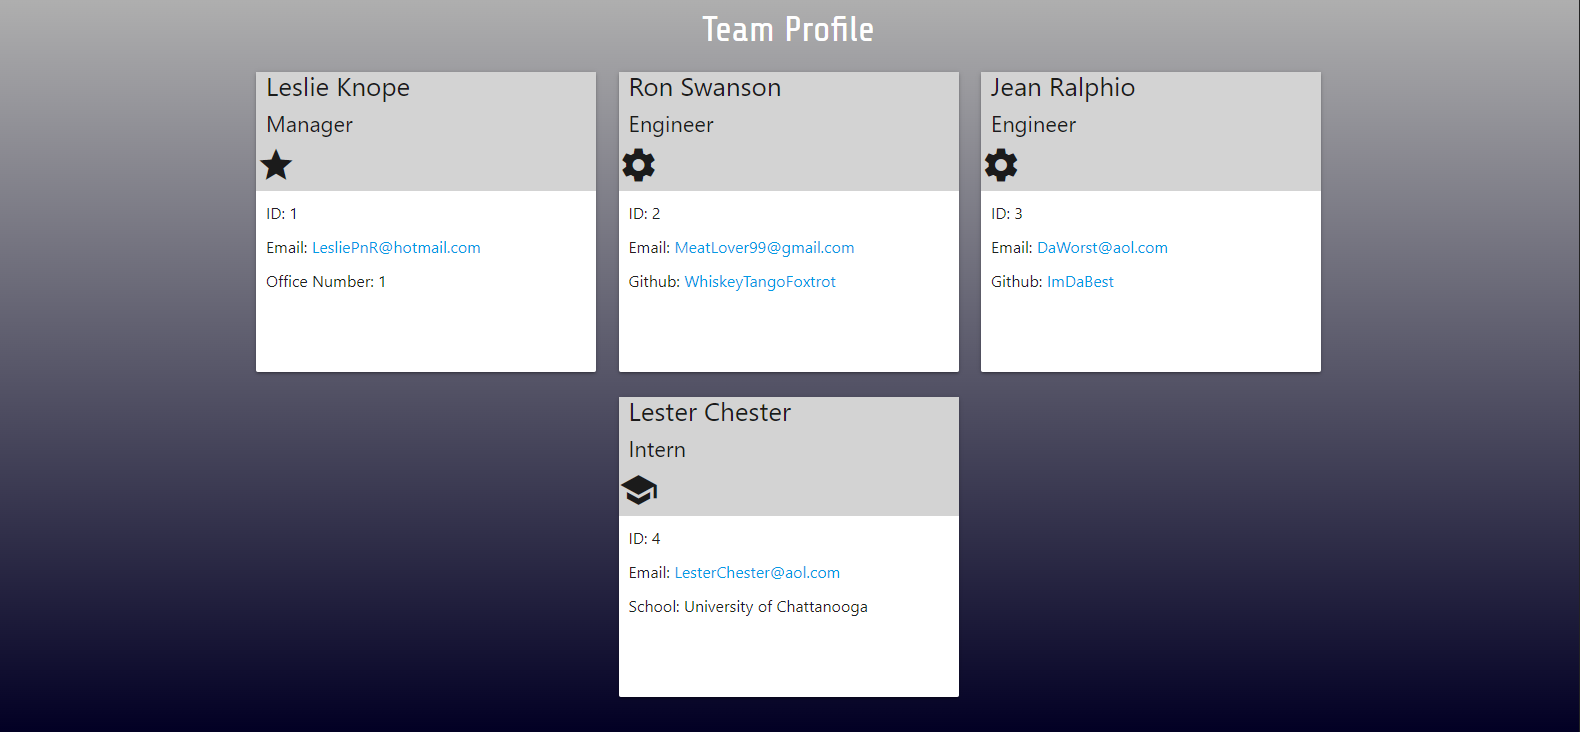 Team Profile
Leslie Knope
Manager
ID: 1
Email: LesliePnR@hotmail.com
Office Number: 1
Ron Swanson
Engineer
ID: 2
Email: MeatLover99@gmail.com
Github: WhiskeyTangoFoxtrot
Jean Ralphio
Engineer
ID: 3
Email: DaWorst@aol.com
Github: ImDaBest
Lester Chester
Intern
ID: 4
Email: LesterChester@aol.com
School: University of Chattanooga